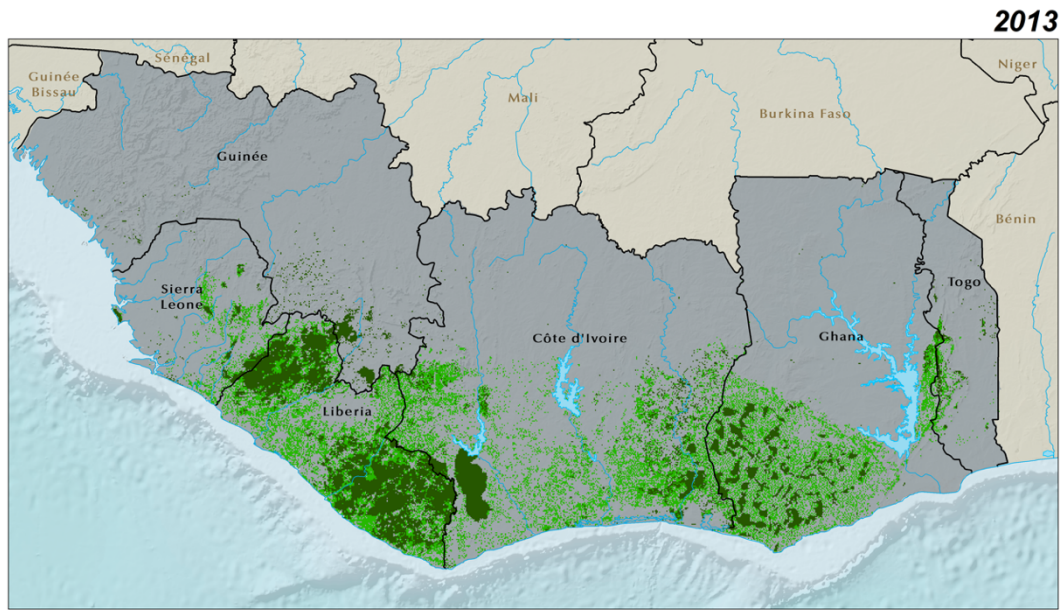 2013
Sénégal
Guinée
Bissau
Niger
Mali
Burkina Faso
Guinée
Bénin
Sierra
Leone
Togo
Côte d'Ivoire
Ghana
Liberia